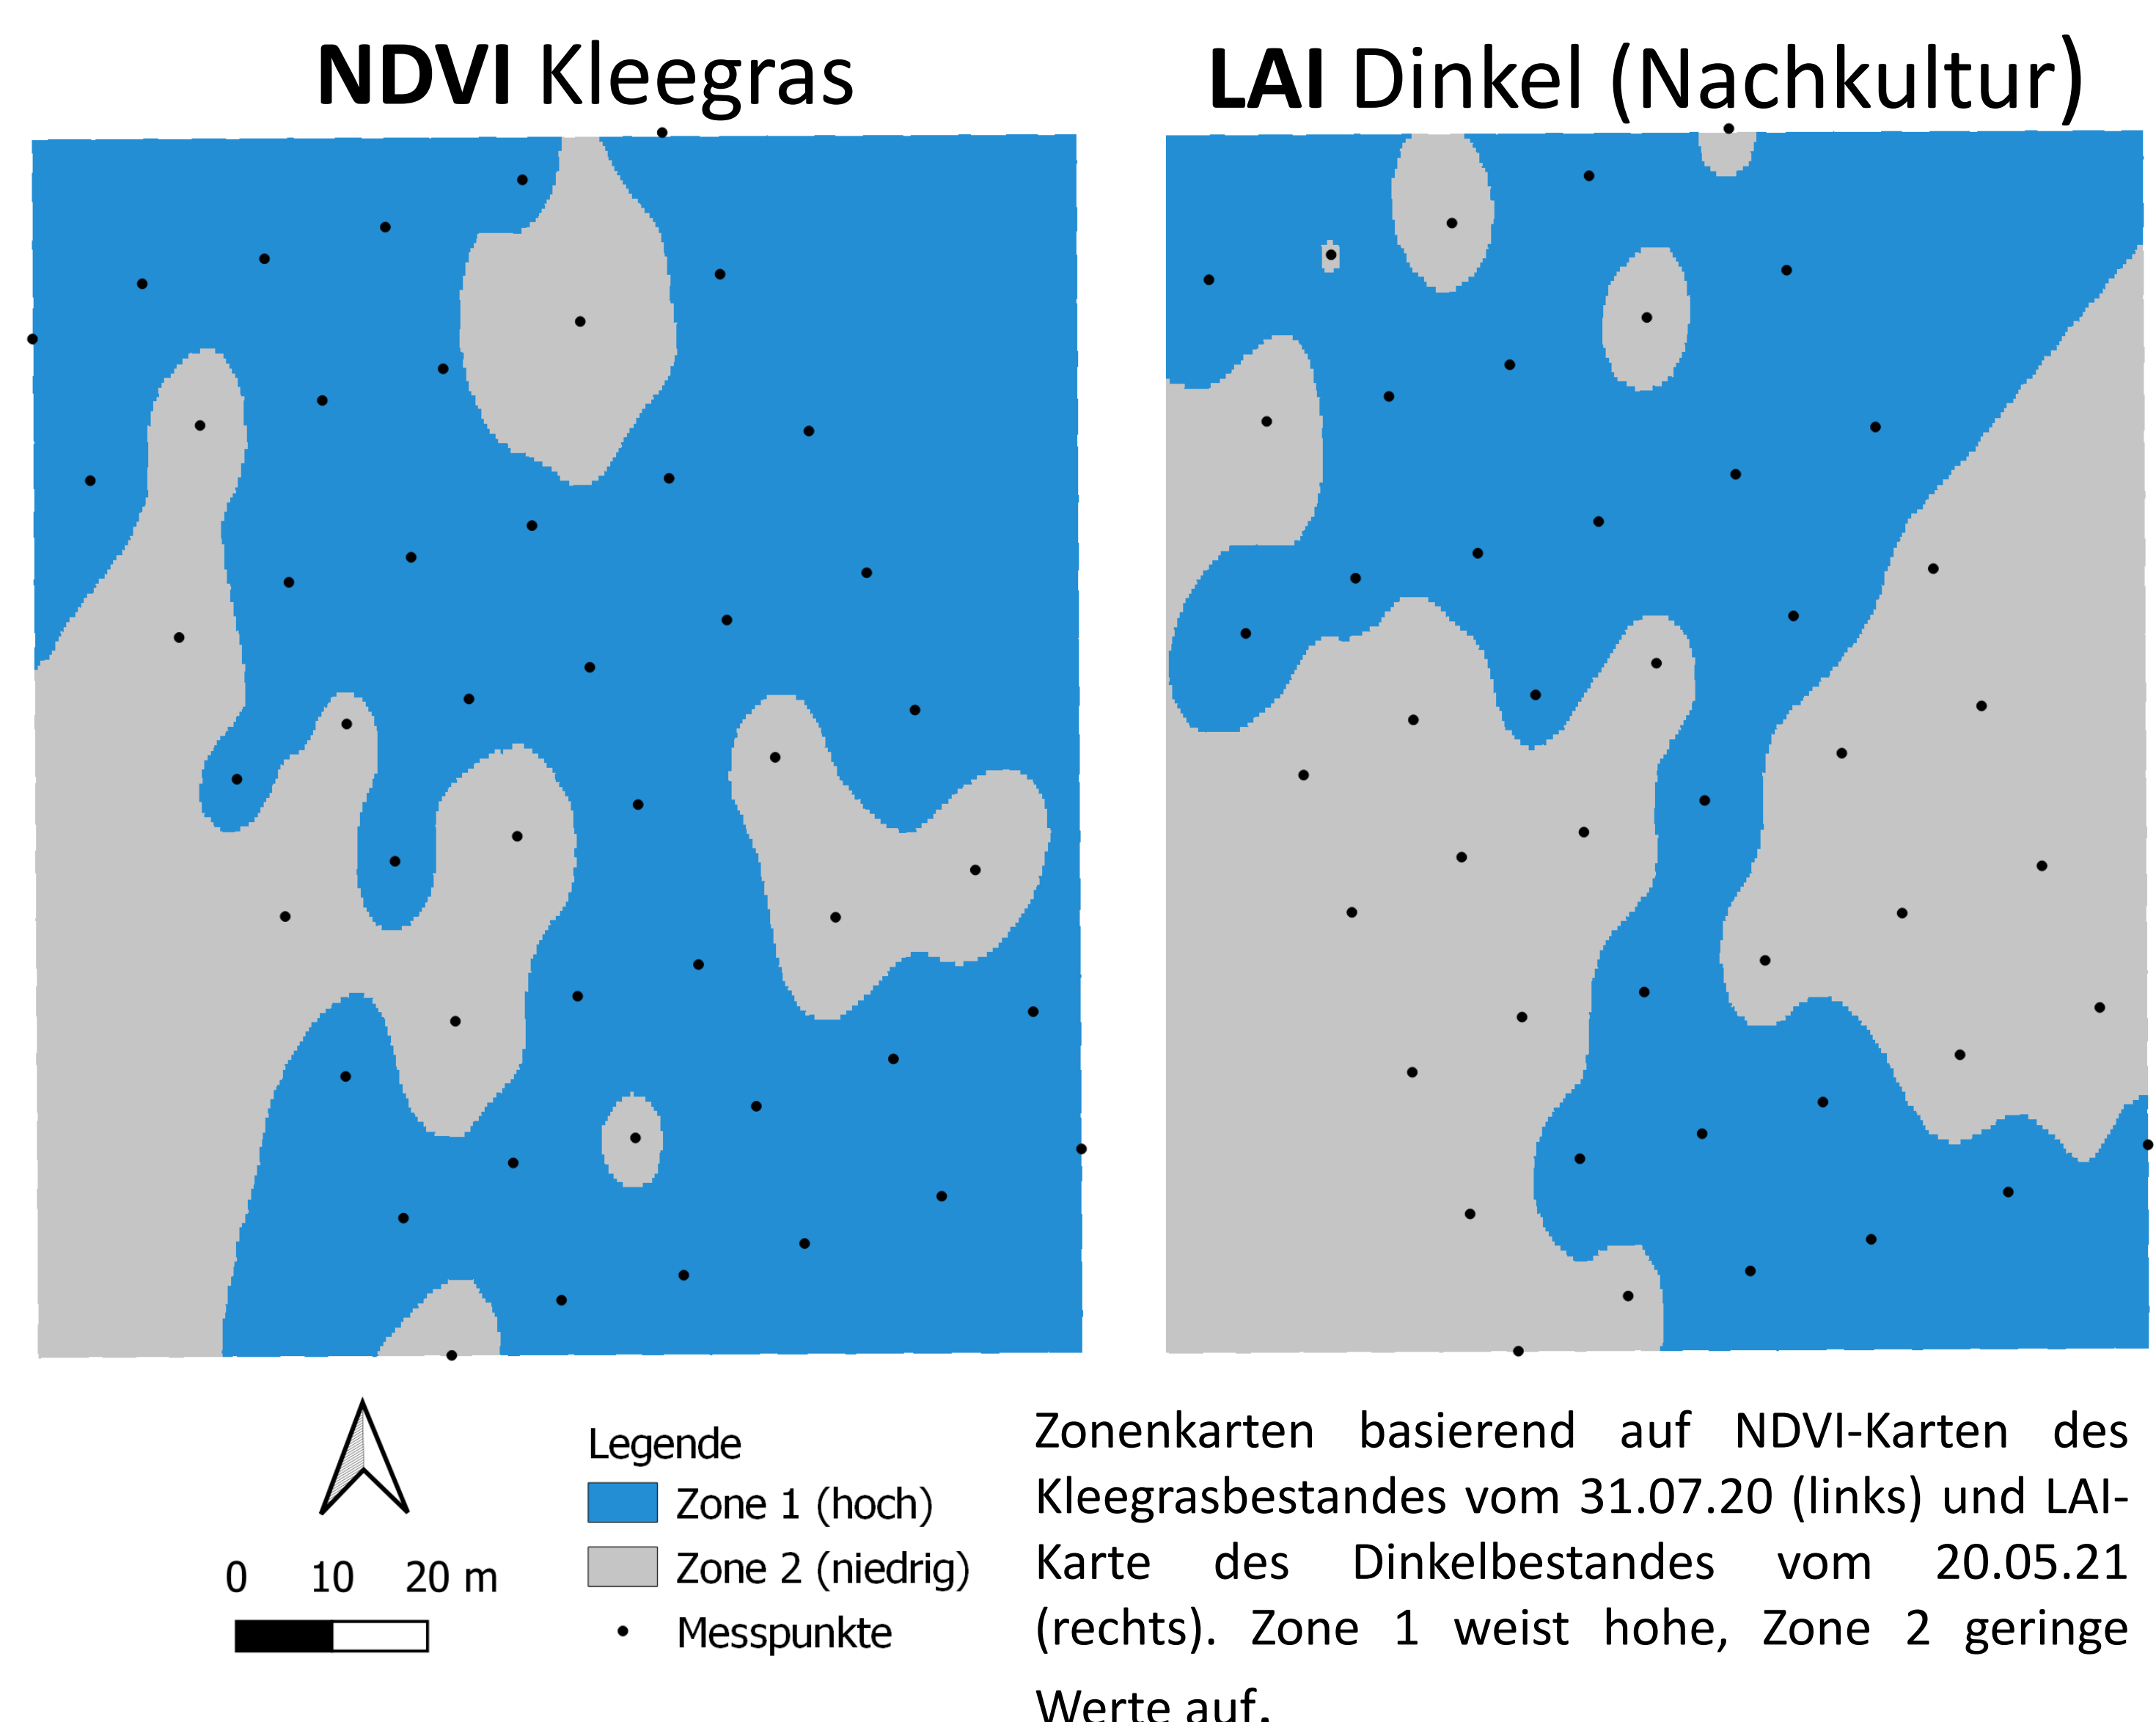 NDVI Kleegras
LAI Dinkel (Nachkultur)
Legende
Zone 1 (hoch)
Zone 2 (niedrig)
Messpunkte
0 10 20 m
Zonenkarten basierend auf NDVI-Karten des
Kleegrasbestandes vom 31.07.20 (links) und LAI-
Karte des Dinkelbestandes vom 20.05.21
(rechts). Zone 1 weist hohe, Zone 2 geringe
Werte auf.